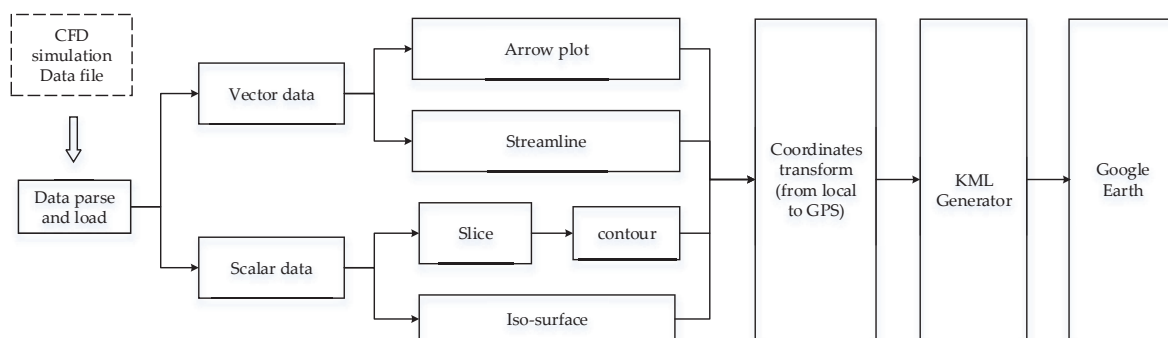 CFD
simulation
Data file
Data parse
and load
Vector data
Scalar data
Arrow plot
Streamline
Slice
contour
Iso-surface
Coordinates
transform
(from local
to GPS)
KML
Generator
Google
Earth